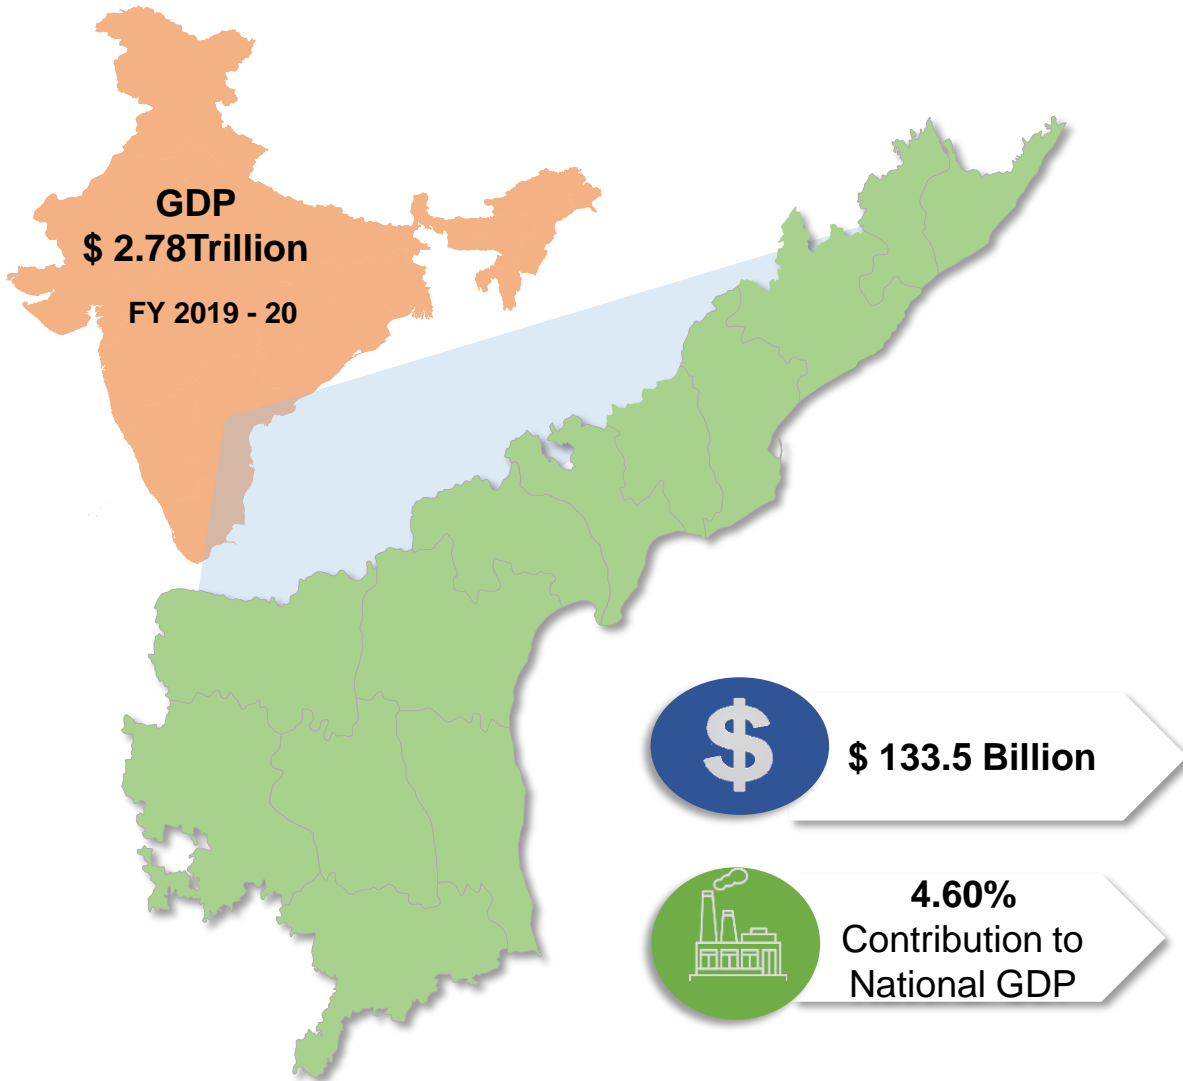 GDP
$ 2.78Trillion
FY 2019 - 20
$
$ 133.5 Billion
4.60%
Contribution to
National GDP